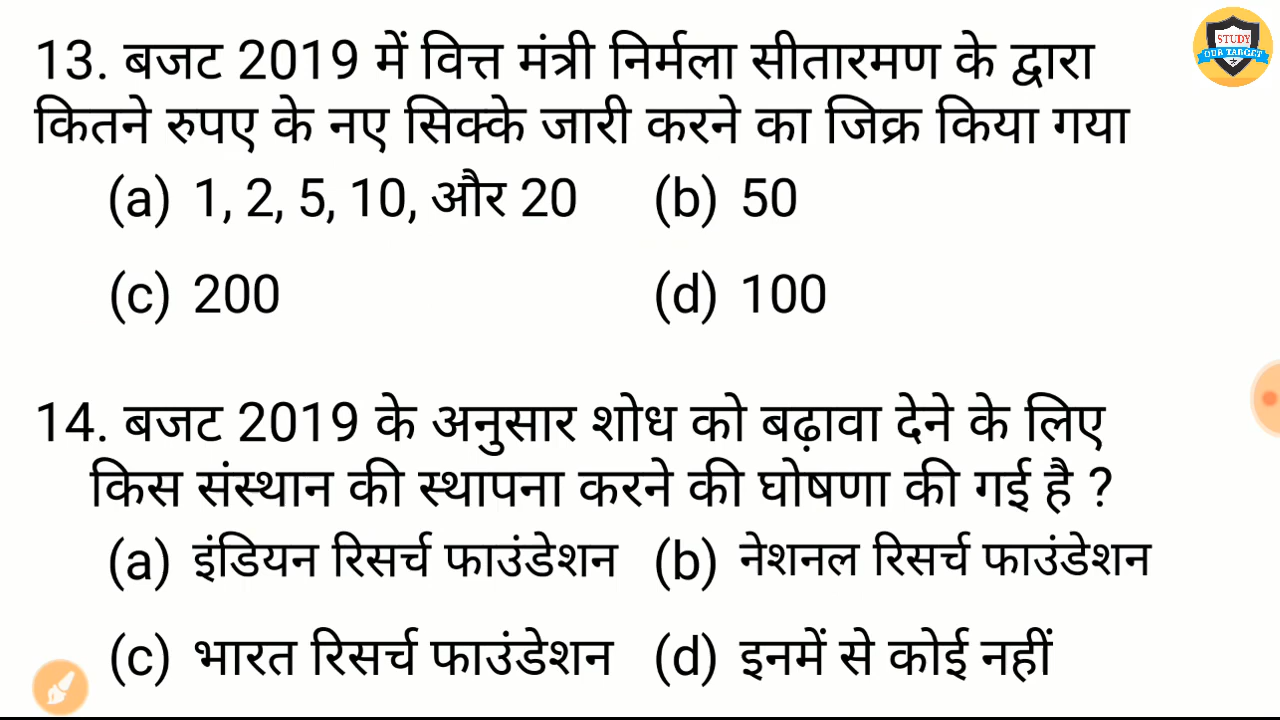 STUDY
OUR TARGET
13. बजट 2019 में वित्त मंत्री निर्मला सीतारमण के द्वारा
कितने रुपए के नए सिक्के जारी करने का जिक्र किया गया
(a) 1, 2, 5, 10, और 20 (b) 50
(c) 200 (d) 100
14. बजट 2019 के अनुसार शोध को बढ़ावा देने के लिए
किस संस्थान की स्थापना करने की घोषणा की गई है ?
(a) इंडियन रिसर्च फाउंडेशन (b) नेशनल रिसर्च फाउंडेशन
(c) भारत रिसर्च फाउंडेशन (d) इनमें से कोई नहीं